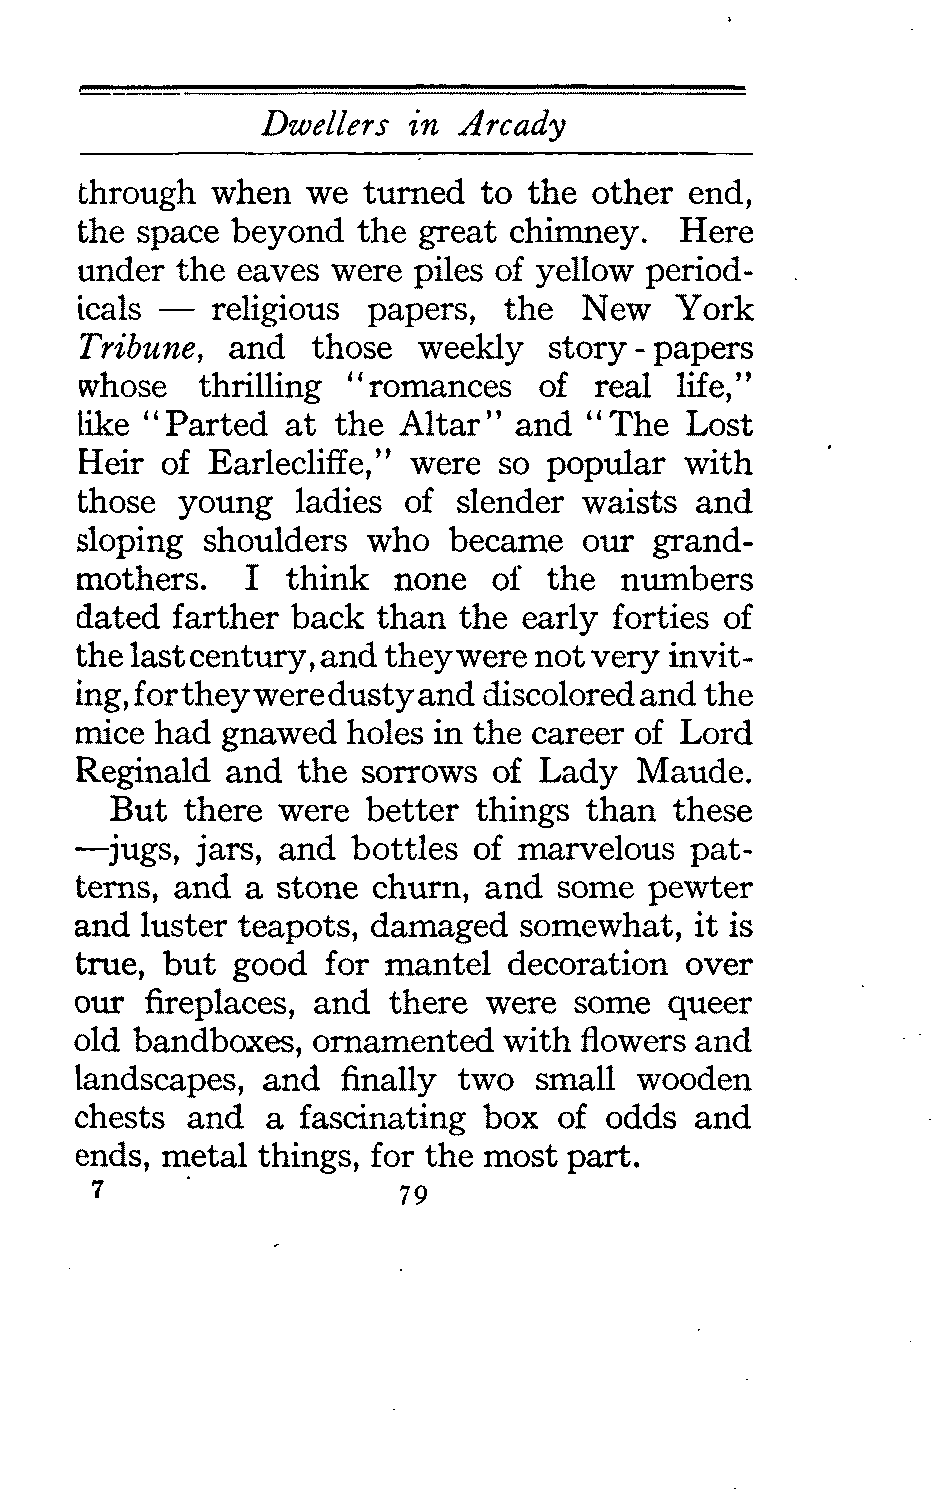 Dwellers in Arcady
through when we turned to the other end,
the space beyond the great chimney. Here
under the eaves were piles of yellow period-
icals — religious papers, the New York
Tribune, and those weekly story-papers
whose thrilling "romances of real life,"
like "Parted at the Altar" and "The Lost
Heir of Earlecliffe," were so popular with
those young ladies of slender waists and
sloping shoulders who became our grand-
mothers. I think none of the numbers
dated farther back than the early forties of
the last century, and they were not very invit-
ing, for they were dusty and discolored and the
mice had gnawed holes in the career of Lord
Reginald and the sorrows of Lady Maude.
But there were better things than these
—jugs, jars, and bottles of marvelous pat-
terns, and a stone churn, and some pewter
and luster teapots, damaged somewhat, it is
true, but good for mantel decoration over
our fireplaces, and there were some queer
old bandboxes, ornamented with flowers and
landscapes, and finally two small wooden
chests and a fascinating box of odds and
ends, metal things, for the most part.
7 79